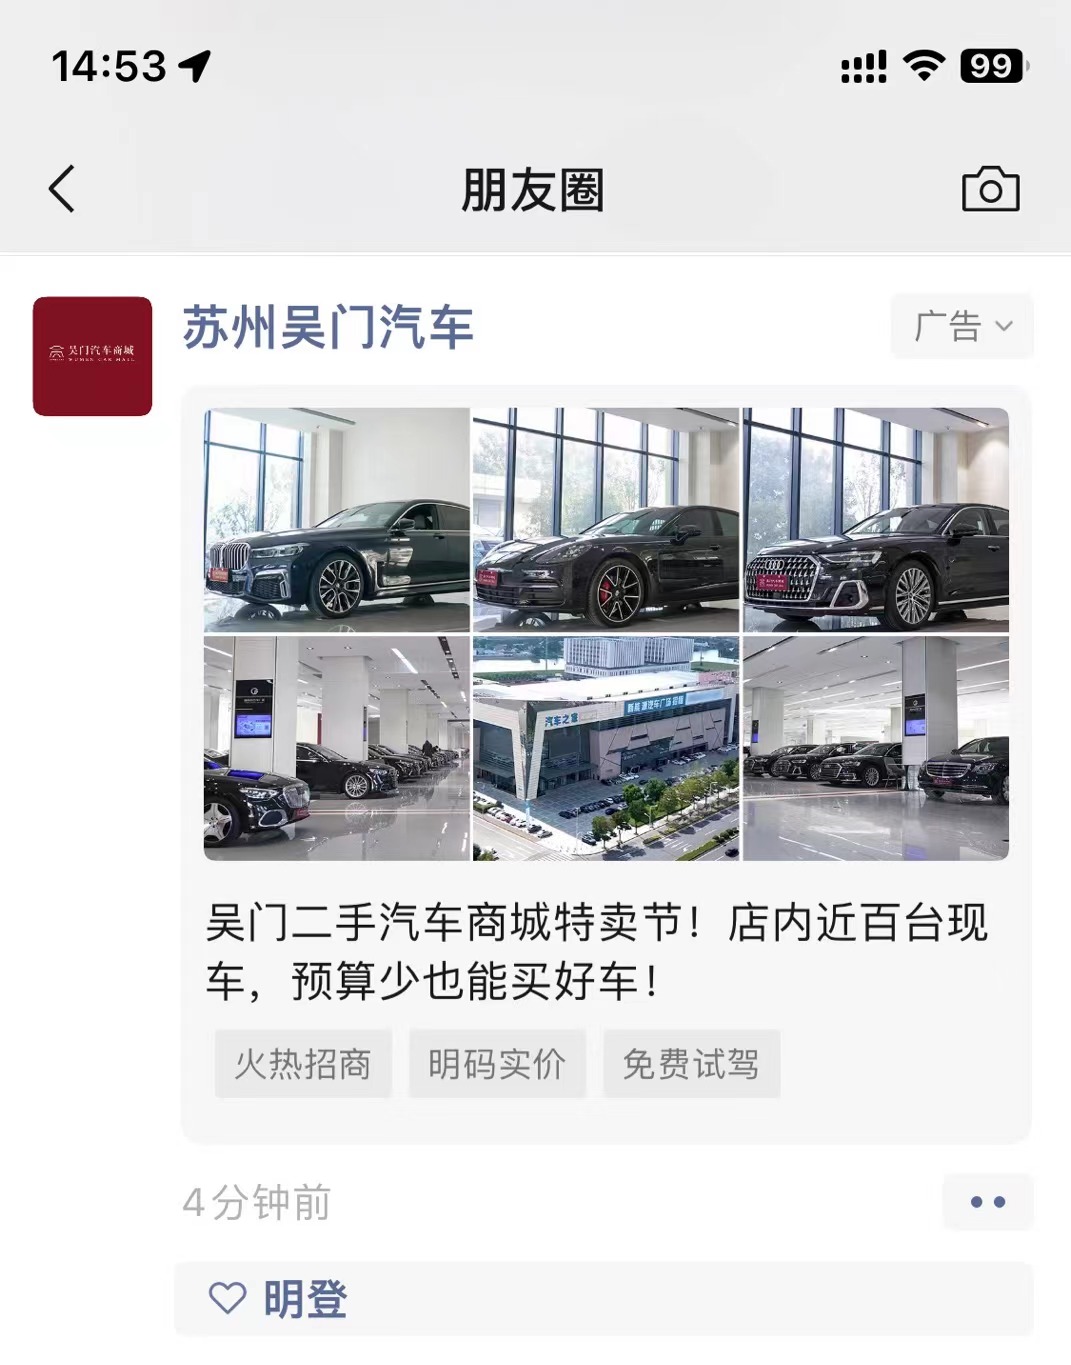 14:53
99
朋友圈
苏州吴门汽车
广告
吴门汽车商城
WUMEN CAR MALL
汽车之家
吴门二手汽车商城特卖节！店内近百台现
车，预算少也能买好车！
火热招商
明码实价
免费试驾
4分钟前
明登